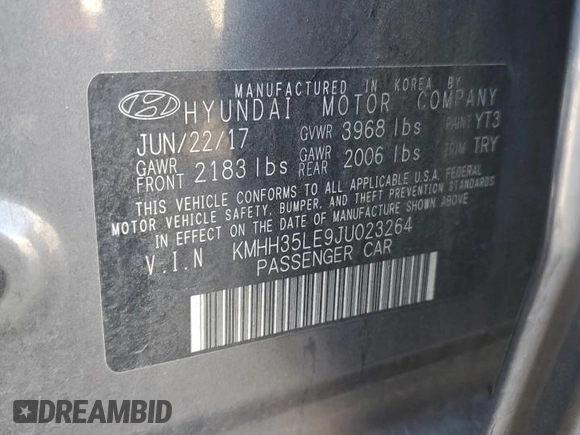 MANUFACTURED IN KOREA BY
HYUNDAI MOTOR COMPANY
JUN/22/17 GVWR 3968 lbs PAINT YT3
GAWR FRONT 2183 lbs GAWR REAR 2006 lbs TRIM TRY
THIS VEHICLE CONFORMS TO ALL APPLICABLE U.S.A. FEDERAL
MOTOR VEHICLE SAFETY, BUMPER, AND THEFT PREVENTION STANDARDS
IN EFFECT ON THE DATE OF MANUFACTURE SHOWN ABOVE.
V.I.N KMHH35LE9JU023264
PASSENGER CAR
DREAMBID